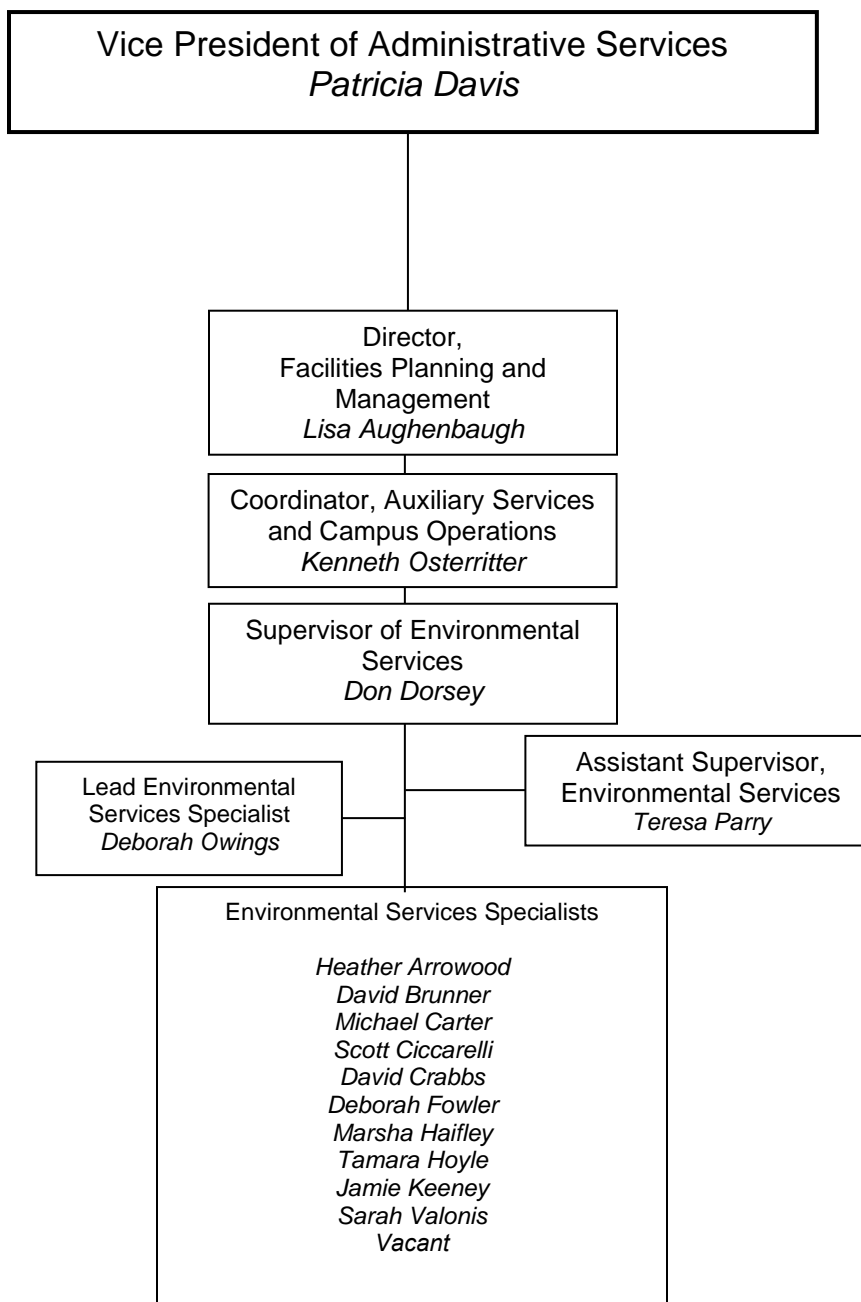 Vice President of Administrative Services
Patricia Davis
Director,
Facilities Planning and
Management
Lisa Aughenbaugh
Coordinator, Auxiliary Services
and Campus Operations
Kenneth Osterritter
Supervisor of Environmental
Services
Don Dorsey
Lead Environmental
Services Specialist
Deborah Owings
Assistant Supervisor,
Environmental Services
Teresa Parry
Environmental Services Specialists
Heather Arrowood
David Brunner
Michael Carter
Scott Ciccarelli
David Crabbs
Deborah Fowler
Marsha Haifley
Tamara Hoyle
Jamie Keeney
Sarah Valonis
Vacant